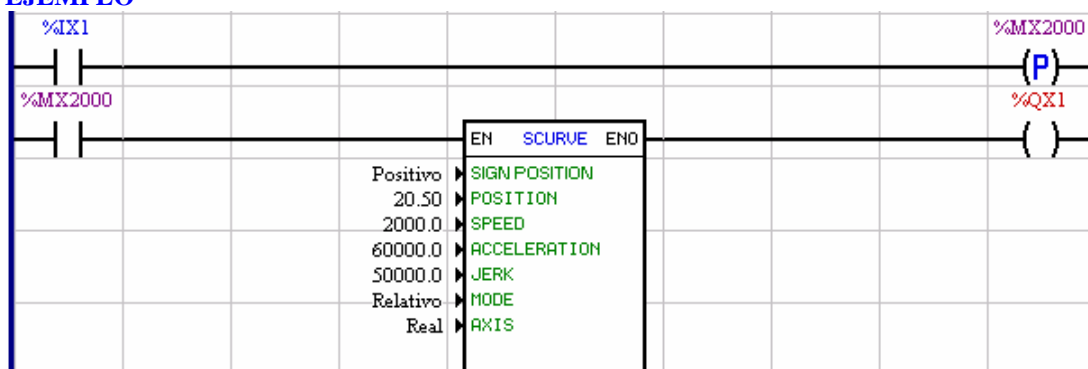 EJEMPLO
%IX1 %MX2000
P
%MX2000 %QX1
EN SCURVE ENO
Positivo SIGN POSITION
20.50 POSITION
2000.0 SPEED
60000.0 ACCELERATION
50000.0 JERK
Relativo MODE
Real AXIS